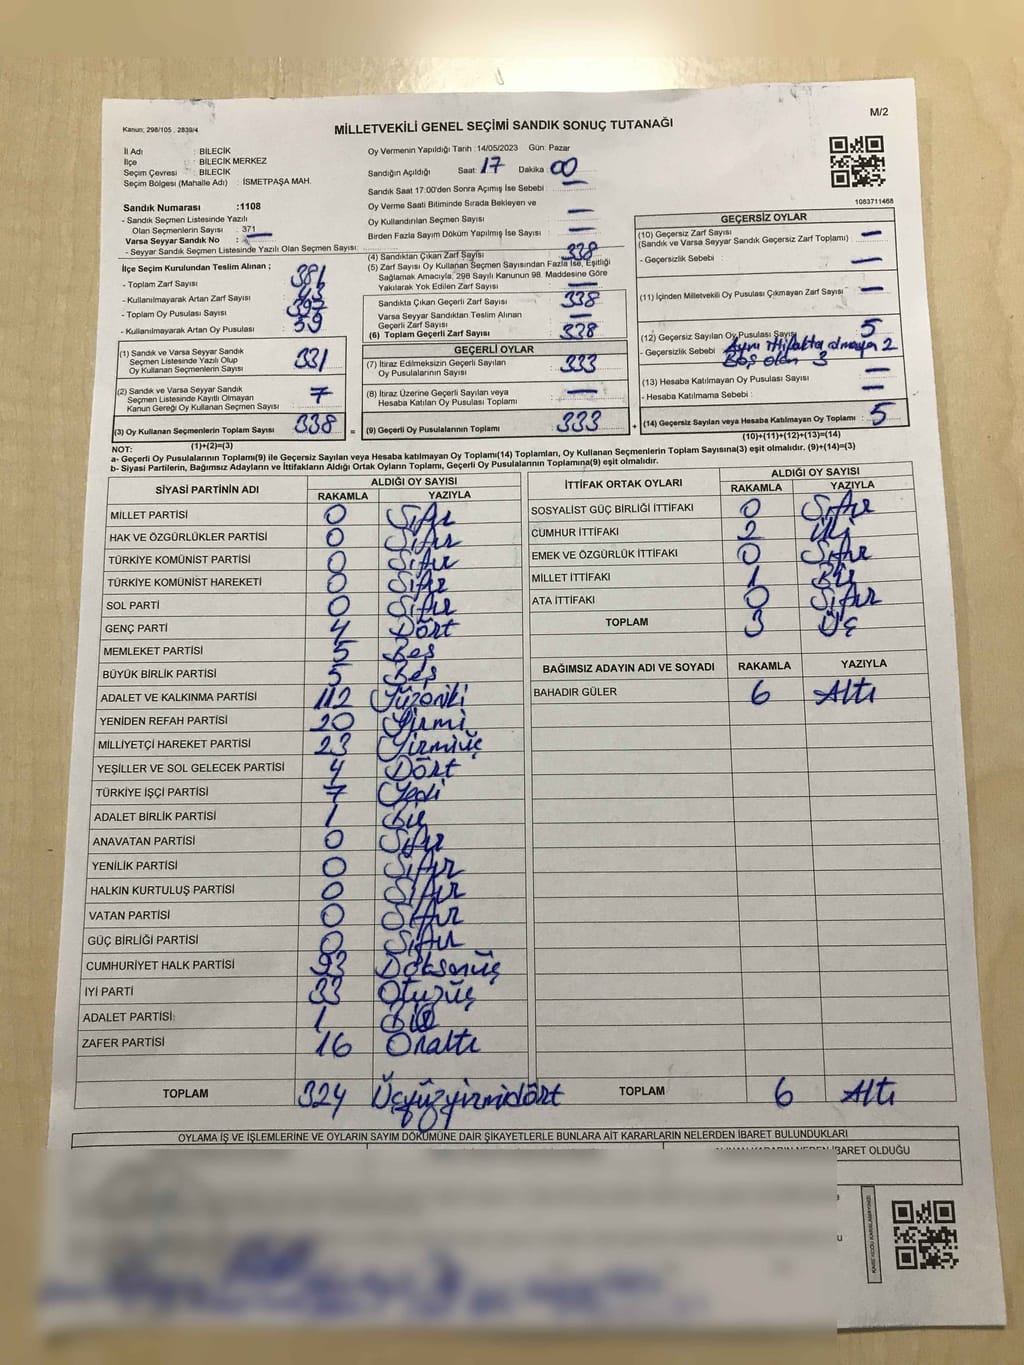 M/2
Kanun: 298/105 . 2839/4
MİLLETVEKİLİ GENEL SEÇİMİ SANDIK SONUÇ TUTANAĞI
İl Adı : BİLECİK
İlçe : BİLECİK MERKEZ
Seçim Çevresi : BİLECİK
Seçim Bölgesi (Mahalle Adı) : İSMETPAŞA MAH.
Sandık Numarası :1108
- Sandık Seçmen Listesinde Yazılı
Olan Seçmenlerin Sayısı : 371
Varsa Seyyar Sandık No : —
- Seyyar Seçmen Listesinde Yazılı Olan Seçmen Sayısı:
Oy Vermenin Yapıldığı Tarih :14/05/2023 Gün: Pazar
Sandığın Açıldığı Saat: 17 Dakika : 00
Sandık Saat 17:00'den Sonra Açımış İse Sebebi : —
Oy Verme Saati Bitiminde Sırada Bekleyen ve
Oy Kullandırılan Seçmen Sayısı : —
Birden Fazla Sayım Döküm Yapılmış İse Sayısı : —
1083711468
İlçe Seçim Kurulundan Teslim Alınan ;
- Toplam Zarf Sayısı : 381
- Kullanılmayarak Artan Zarf Sayısı : 43
- Toplam Oy Pusulası Sayısı : 397
- Kullanılmayarak Artan Oy Pusulası : 59
(1) Sandık ve Varsa Seyyar Sandık
Seçmen Listesinde Yazılı Olup
Oy Kullanan Seçmenlerin Sayısı : 331
(2) Sandık ve Varsa Seyyar Sandık
Seçmen Listesinde Kayıtlı Olmayan
Kanun Gereği Oy Kullanan Seçmen Sayısı : 7
(3) Oy Kullanan Seçmenlerin Toplam Sayısı : 338
(4) Sandıktan Çıkan Zarf Sayısı : 338
(5) Zarf Sayısı Oy Kullanan Seçmen Sayısından Fazla İse, Eşitliği
Sağlamak Amacıyla, 298 Sayılı Kanunun 98. Maddesine Göre
Yakılarak Yok Edilen Zarf Sayısı : —
Sandıkta Çıkan Geçerli Zarf Sayısı : 338
Varsa Seyyar Sandıktan Teslim Alınan
Geçerli Zarf Sayısı : —
(6) Toplam Geçerli Zarf Sayısı : 338
GEÇERLİ OYLAR
(7) İtiraz Edilmeksizin Geçerli Sayılan
Oy Pusulalarının Sayısı : 333
(8) İtiraz Üzerine Geçerli Sayılan veya
Hesaba Katılan Oy Pusulası Toplamı : —
= (9) Geçerli Oy Pusulalarının Toplamı : 333
GEÇERSİZ OYLAR
(10) Geçersiz Zarf Sayısı : —
(Sandık ve Varsa Seyyar Sandık Geçersiz Zarf Toplamı)
- Geçersizlik Sebebi : —
(11) İçinden Milletvekili Oy Pusulası Çıkmayan Zarf Sayısı : —
(12) Geçersiz Sayılan Oy Pusulası Sayısı : 5
- Geçersizlik Sebebi : Aynı ittifakta olmayan 2
Boş olan 3
(13) Hesaba Katılmayan Oy Pusulası Sayısı : —
- Hesaba Katılmama Sebebi : —
+ (14) Geçersiz Sayılan veya Hesaba Katılmayan Oy Toplamı : 5
(1)+(2)=(3)
(10)+(11)+(12)+(13)=(14)
NOT:
a- Geçerli Oy Pusulalarının Toplamı(9) ile Geçersiz Sayılan veya Hesaba katılmayan Oy Toplamı(14) Toplamları, Oy Kullanan Seçmenlerin Toplam Sayısına(3) eşit olmalıdır. (9)+(14)=(3)
b- Siyasi Partilerin, Bağımsız Adayların ve İttifakların Aldığı Ortak Oyların Toplamı, Geçerli Oy Pusulalarının Toplamına(9) eşit olmalıdır.
SİYASİ PARTİNİN ADI ALDIĞI OY SAYISI
RAKAMLA YAZIYLA
MİLLET PARTİSİ 0 Sıfır
HAK VE ÖZGÜRLÜKLER PARTİSİ 0 Sıfır
TÜRKİYE KOMÜNİST PARTİSİ 0 Sıfır
TÜRKİYE KOMÜNİST HAREKETİ 0 Sıfır
SOL PARTİ 0 Sıfır
GENÇ PARTİ 4 Dört
MEMLEKET PARTİSİ 5 Beş
BÜYÜK BİRLİK PARTİSİ 5 Beş
ADALET VE KALKINMA PARTİSİ 112 Yüzoniki
YENİDEN REFAH PARTİSİ 20 Yirmi
MİLLİYETÇİ HAREKET PARTİSİ 23 Yirmiüç
YEŞİLLER VE SOL GELECEK PARTİSİ 4 Dört
TÜRKİYE İŞÇİ PARTİSİ 7 Yedi
ADALET BİRLİK PARTİSİ 1 Bir
ANAVATAN PARTİSİ 0 Sıfır
YENİLİK PARTİSİ 0 Sıfır
HALKIN KURTULUŞ PARTİSİ 0 Sıfır
VATAN PARTİSİ 0 Sıfır
GÜÇ BİRLİĞİ PARTİSİ 0 Sıfır
CUMHURİYET HALK PARTİSİ 93 Doksanüç
İYİ PARTİ 33 Otuzüç
ADALET PARTİSİ 1 Bir
ZAFER PARTİSİ 16 Onaltı
TOPLAM 324 Üçyüzyirmidört
İTTİFAK ORTAK OYLARI ALDIĞI OY SAYISI
RAKAMLA YAZIYLA
SOSYALİST GÜÇ BİRLİĞİ İTTİFAKI 0 Sıfır
CUMHUR İTTİFAKI 2 İki
EMEK VE ÖZGÜRLÜK İTTİFAKI 0 Sıfır
MİLLET İTTİFAKI 1 Bir
ATA İTTİFAKI 0 Sıfır
TOPLAM 3 Üç
BAĞIMSIZ ADAYIN ADI VE SOYADI RAKAMLA YAZIYLA
BAHADIR GÜLER 6 Altı
TOPLAM 6 Altı
OYLAMA İŞ VE İŞLEMLERİNE VE OYLARIN SAYIM DÖKÜMÜNE DAİR ŞİKAYETLERLE BUNLARA AİT KARARLARIN NELERDEN İBARET BULUNDUKLARI
ALINAN KARARIN NEDEN İBARET OLDUĞU